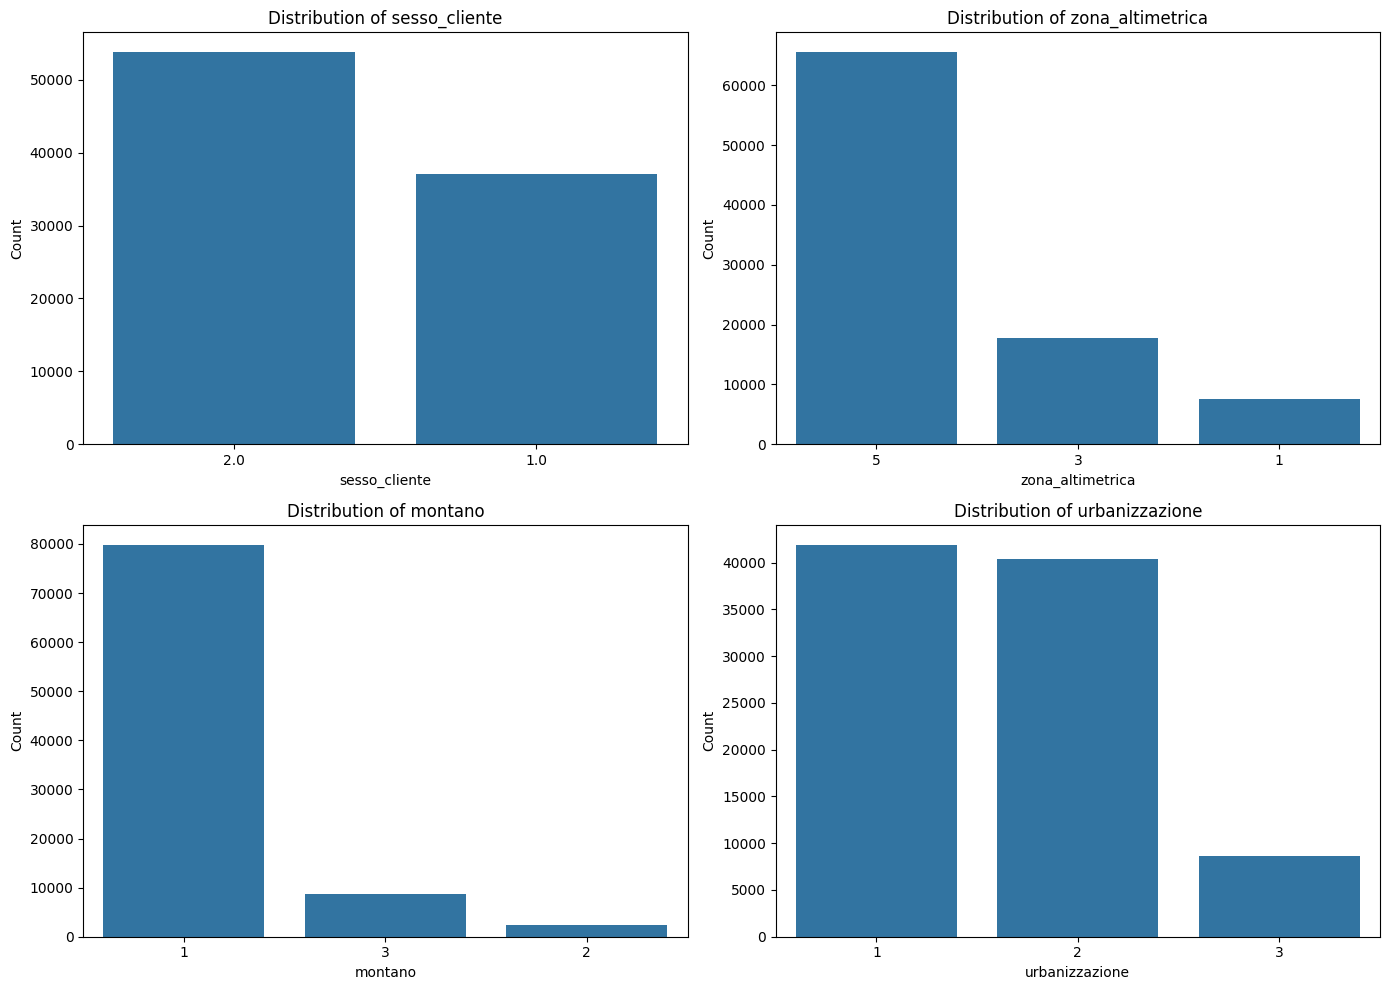 Distribution of sesso_cliente
50000
40000
30000
20000
10000
0
Count
2.0 1.0
sesso_cliente
Distribution of zona_altimetrica
60000
50000
40000
30000
20000
10000
0
Count
5 3 1
zona_altimetrica
Distribution of montano
80000
70000
60000
50000
40000
30000
20000
10000
0
Count
1 3 2
montano
Distribution of urbanizzazione
40000
35000
30000
25000
20000
15000
10000
5000
0
Count
1 2 3
urbanizzazione